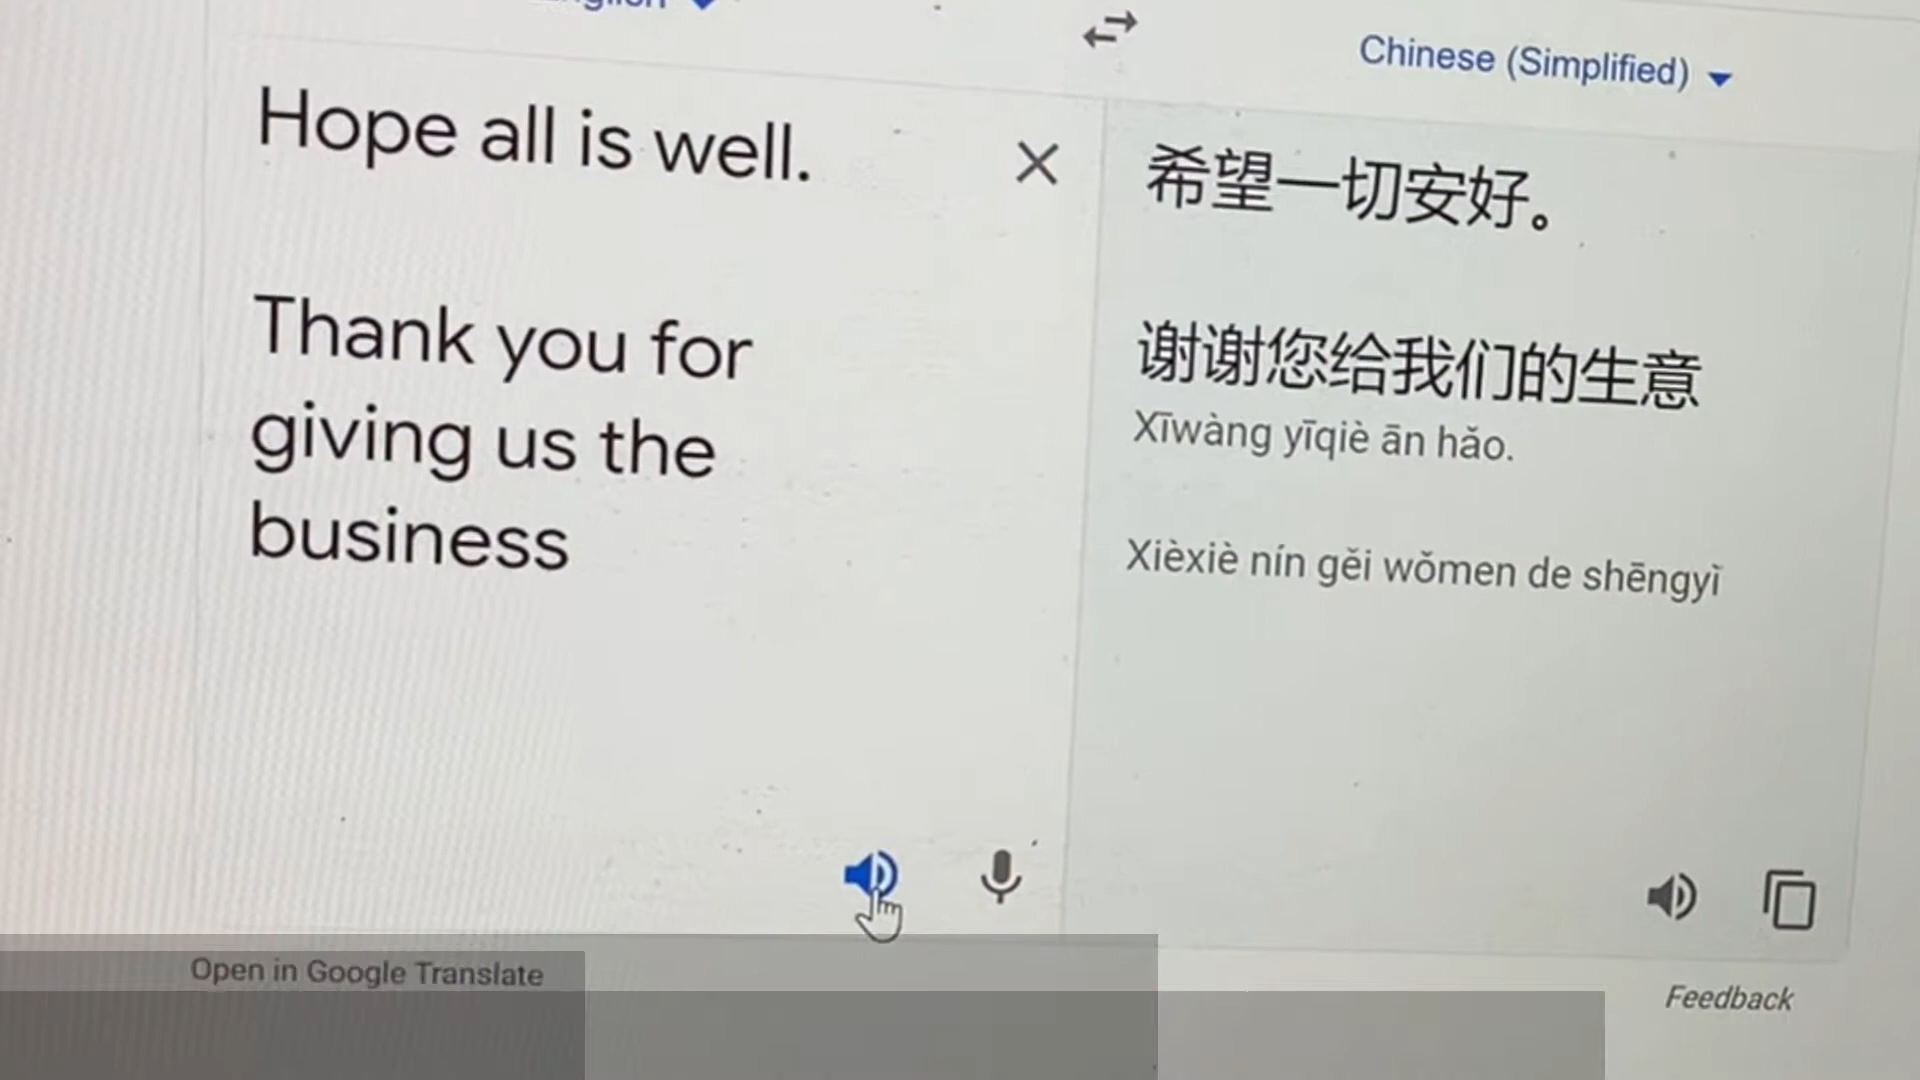 English
Chinese (Simplified)
Hope all is well.
Thank you for
giving us the
business
希望一切安好。
谢谢您给我们的生意
Xīwàng yīqiè ān hǎo.
Xièxiè nín gěi wǒmen de shēngyì
Open in Google Translate
Feedback